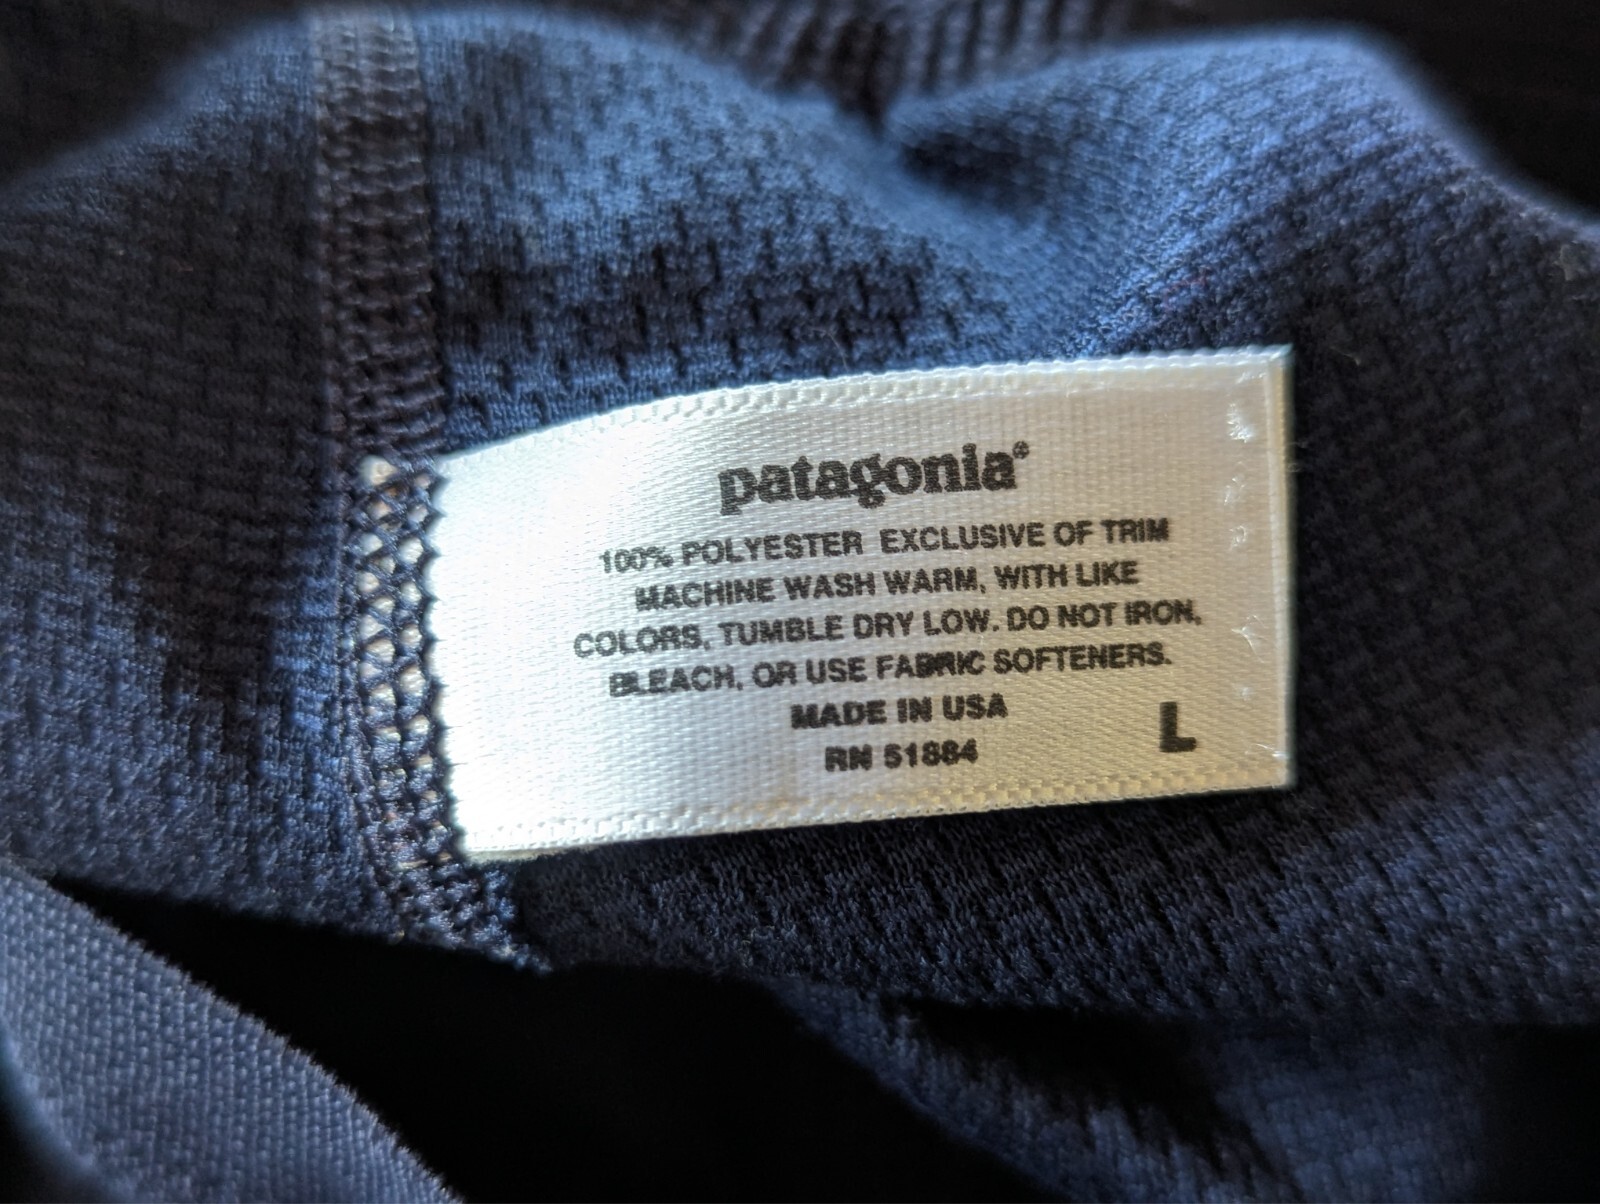 patagonia®
100% POLYESTER EXCLUSIVE OF TRIM
MACHINE WASH WARM, WITH LIKE
COLORS, TUMBLE DRY LOW. DO NOT IRON,
BLEACH, OR USE FABRIC SOFTENERS.
MADE IN USA
RN 51884
L